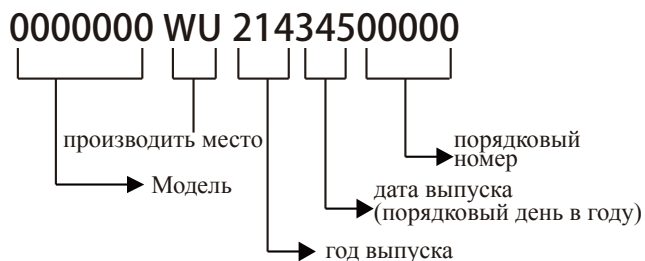 0000000 WU 21434500000
производить место
порядковый
номер
Модель
дата выпуска
(порядковый день в году)
год выпуска